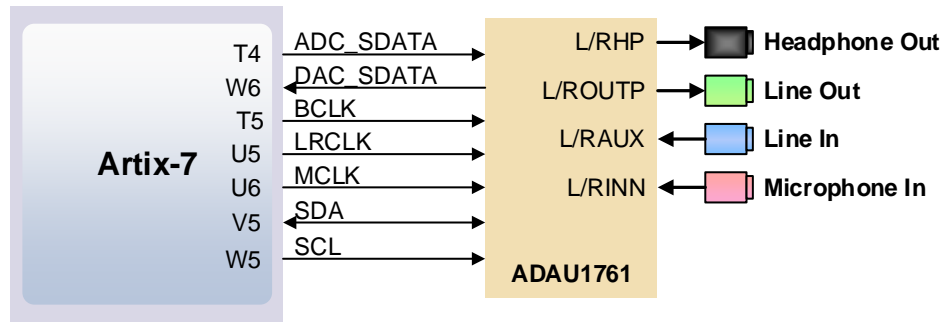 T4 ADC_SDATA L/RHP Headphone Out
W6 DAC_SDATA L/ROUTP Line Out
T5 BCLK
Artix-7 U5 LRCLK L/RAUX Line In
U6 MCLK L/RINN Microphone In
V5 SDA
W5 SCL ADAU1761